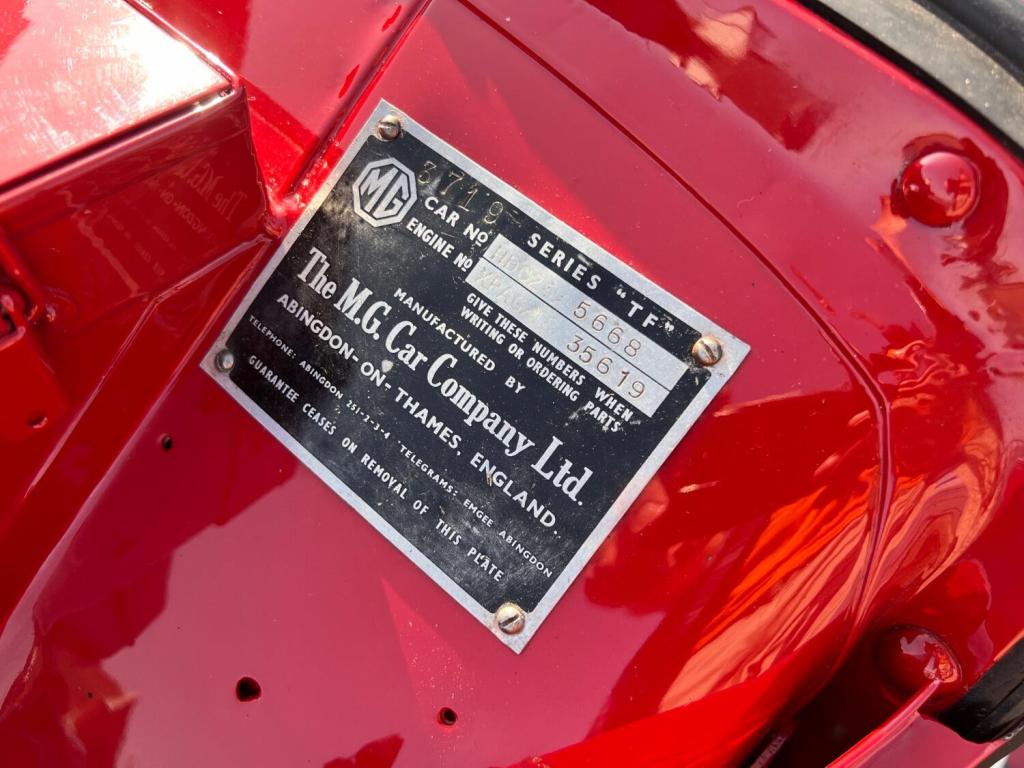 MG
3719
SERIES "TF"
CAR No 5668
ENGINE No 35619
GIVE THESE NUMBERS WHEN
WRITING OR ORDERING PARTS
MANUFACTURED BY
The M.G. Car Company Ltd.
ABINGDON-ON-THAMES, ENGLAND.
TELEPHONE: ABINGDON 251-2-3-4 TELEGRAMS: EMGEE ABINGDON
GUARANTEE CEASES ON REMOVAL OF THIS PLATE